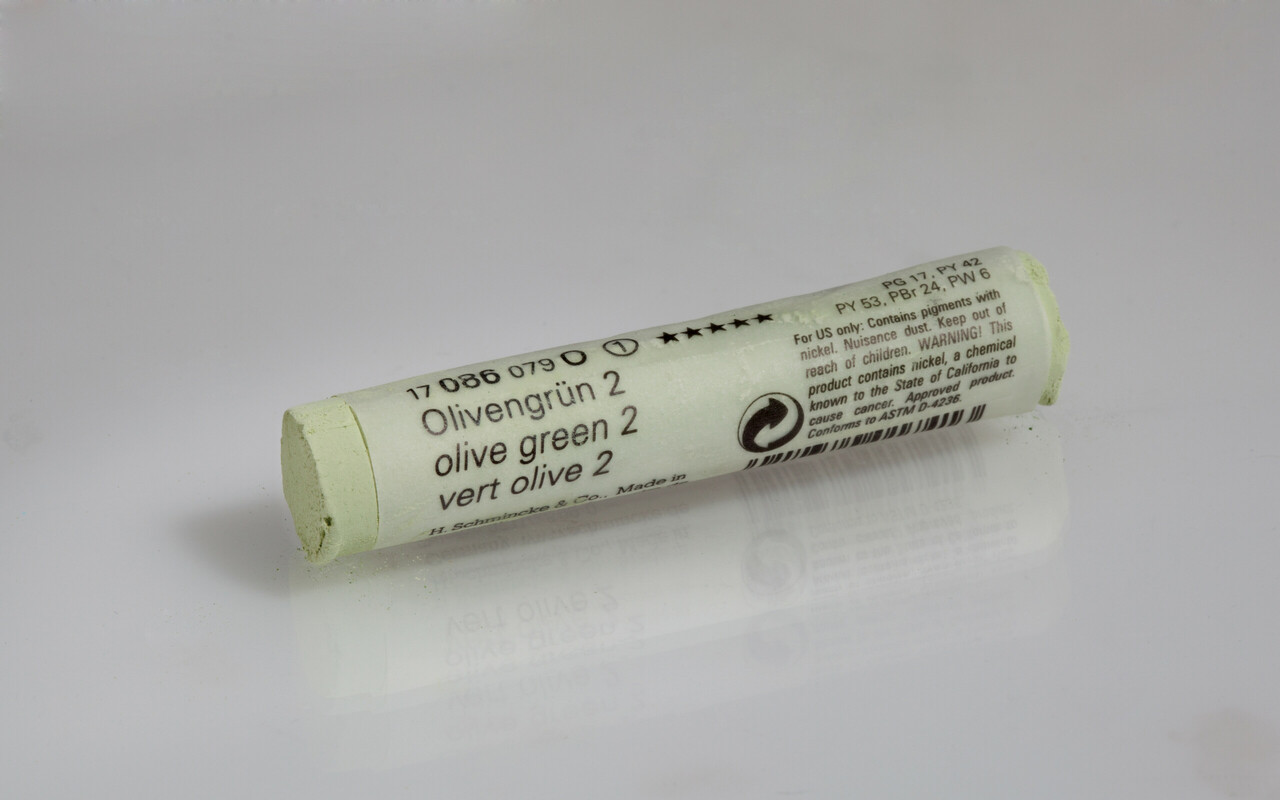 17 086 079 O ① ★★★★★
Olivengrün 2
olive green 2
vert olive 2
H. Schmincke & Co., Made in
PG 17, PY 42
PY 53, PBr 24, PW 6
For US only: Contains pigments with
nickel. Nuisance dust. Keep out of
reach of children. WARNING! This
product contains nickel, a chemical
known to the State of California to
cause cancer. Approved product.
Conforms to ASTM D-4236.